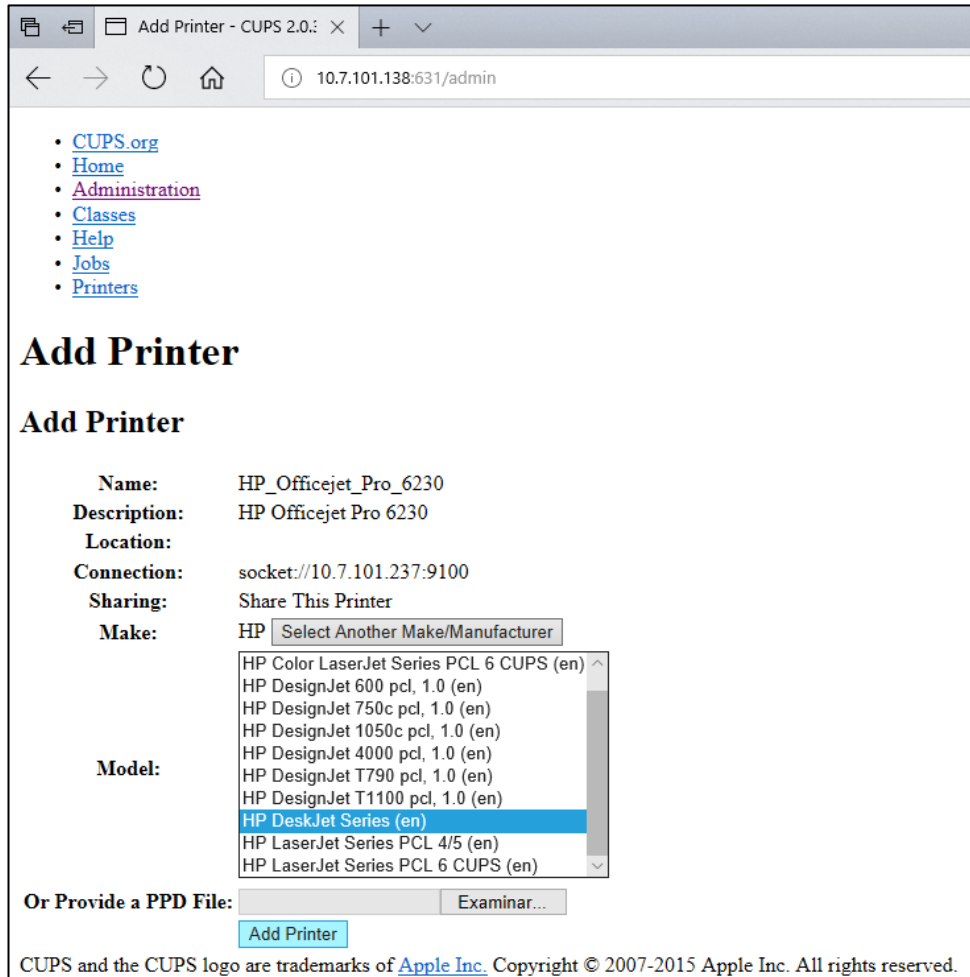 Add Printer - CUPS 2.0.3
10.7.101.138:631/admin
• CUPS.org
• Home
• Administration
• Classes
• Help
• Jobs
• Printers
Add Printer
Add Printer
Name: HP_Officejet_Pro_6230
Description: HP Officejet Pro 6230
Location:
Connection: socket://10.7.101.237:9100
Sharing: Share This Printer
Make: HP Select Another Make/Manufacturer
HP Color LaserJet Series PCL 6 CUPS (en)
HP DesignJet 600 pcl, 1.0 (en)
HP DesignJet 750c pcl, 1.0 (en)
HP DesignJet 1050c pcl, 1.0 (en)
HP DesignJet 4000 pcl, 1.0 (en)
Model:
HP DesignJet T790 pcl, 1.0 (en)
HP DesignJet T1100 pcl, 1.0 (en)
HP DeskJet Series (en)
HP LaserJet Series PCL 4/5 (en)
HP LaserJet Series PCL 6 CUPS (en)
Or Provide a PPD File: Examinar...
Add Printer
CUPS and the CUPS logo are trademarks of Apple Inc. Copyright © 2007-2015 Apple Inc. All rights reserved.